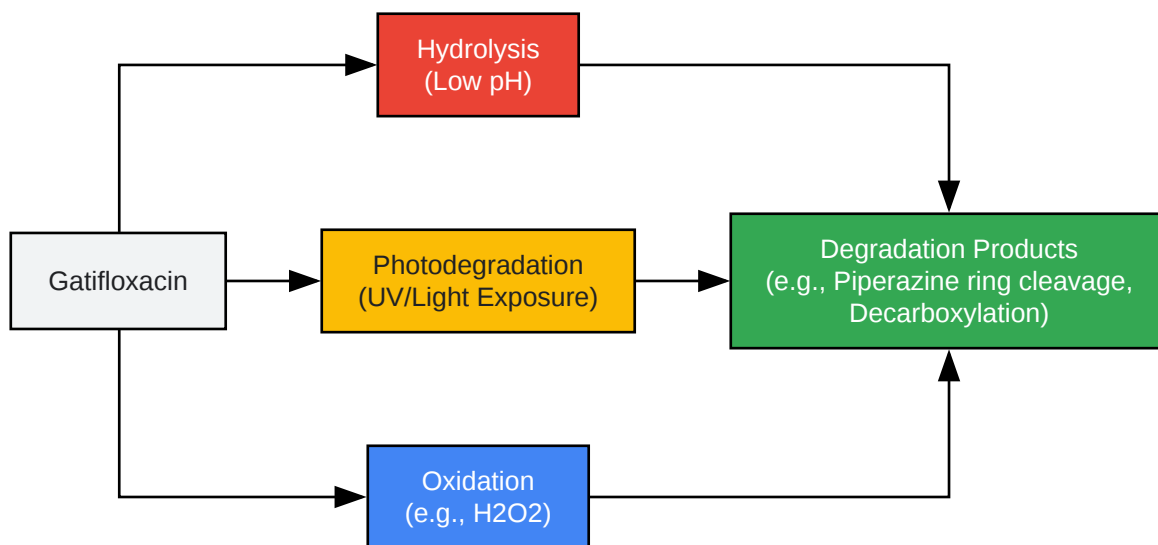 Hydrolysis
(Low pH)
Gatifloxacin
Photodegradation
(UV/Light Exposure)
Degradation Products
(e.g., Piperazine ring cleavage,
Decarboxylation)
Oxidation
(e.g., H2O2)